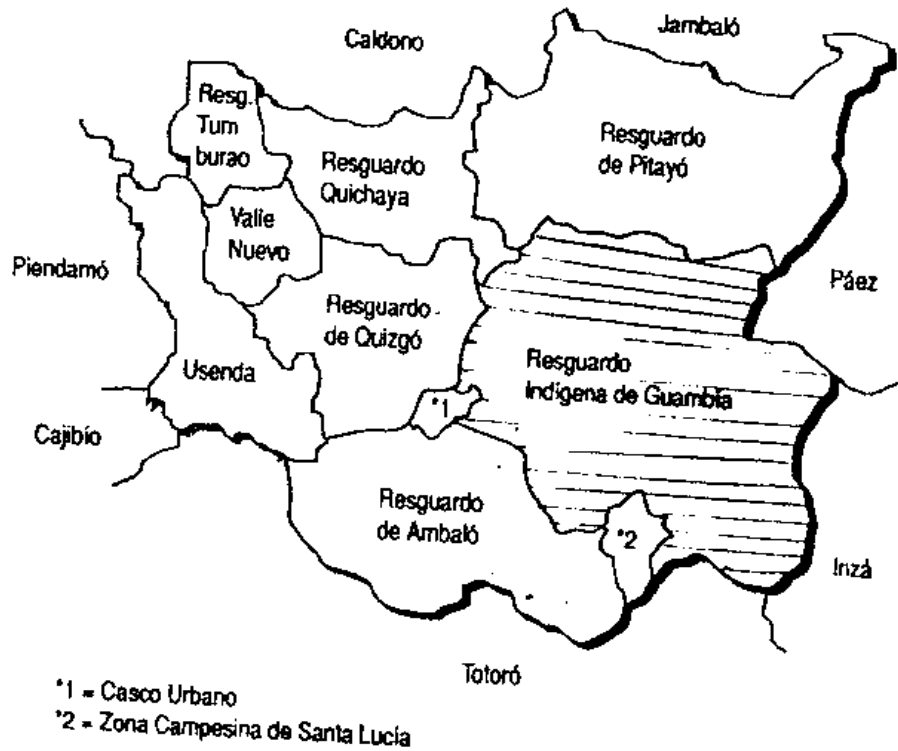 Caldono
Jambaló
Resg.
Tum
burao
Resguardo
Quichaya
Resguardo
de Pitayó
Valle
Nuevo
Piendamó
Páez
Resguardo
de Quizgó
Usenda
Resguardo
Indígena de Guambía
*1
Cajibío
Resguardo
de Ambaló
*2
Inzá
Totoró
*1 = Casco Urbano
*2 = Zona Campesina de Santa Lucía